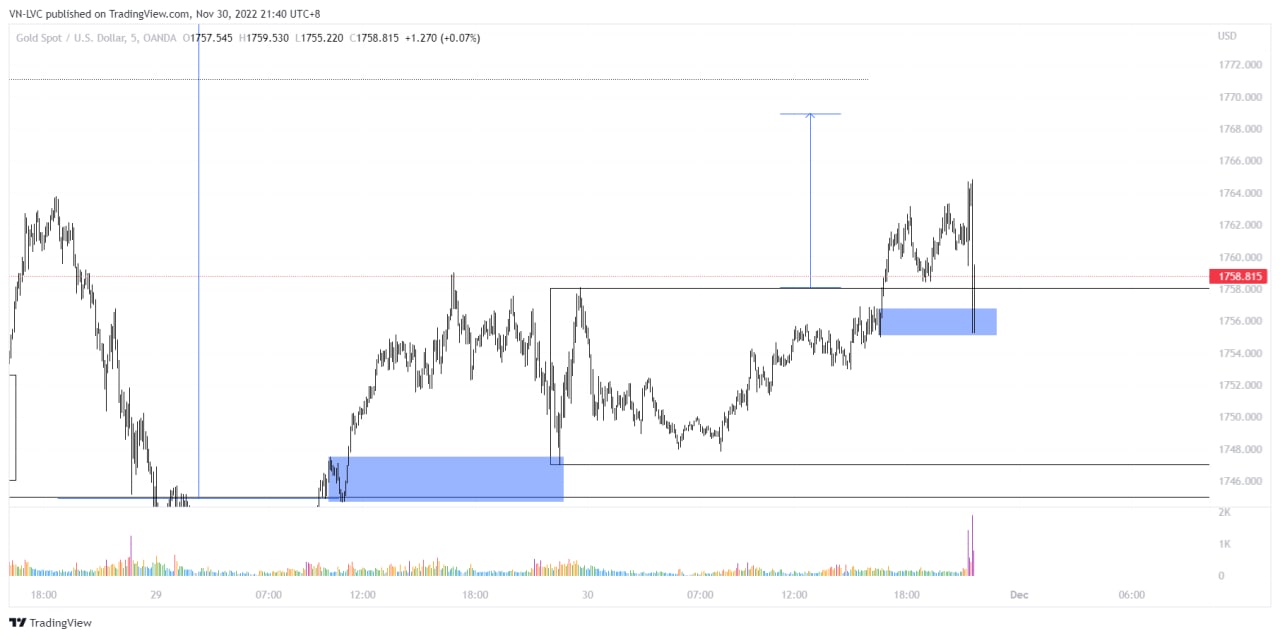 VN-LVC published on TradingView.com, Nov 30, 2022 21:40 UTC+8
Gold Spot / U.S. Dollar, 5, OANDA O1757.545 H1759.530 L1755.220 C1758.815 +1.270 (+0.07%)
USD
1772.000
1770.000
1768.000
1766.000
1764.000
1762.000
1760.000
1758.815
1758.000
1756.000
1754.000
1752.000
1750.000
1748.000
1746.000
2K
1K
0
18:00 29 07:00 12:00 18:00 30 07:00 12:00 18:00 Dec 06:00
TradingView